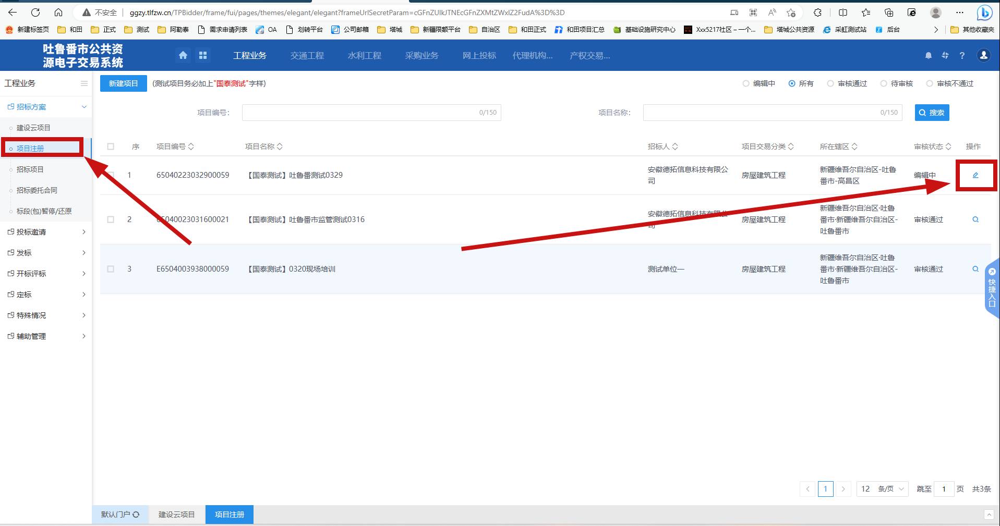 不安全
ggzy.tlfzw.cn/TPBidder/frame/fui/pages/themes/elegant/elegant?frameUrlSecretParam=cGFnZUlkJTNEcGFnZXMtZWxlZ2FudA%3D%3D
新建标签页 和田 正式 测试 阿勒泰 需求申请列表 OA 划转平台 公司邮箱 塔城 新疆限额平台 自治区 和田正式 和田项目汇总 基础设施研究中心 Xxx5217社区 – 一个... 塔城公共资源 采虹测试站 后台 其他收藏夹
吐鲁番市公共资
源电子交易系统
工程业务 交通工程 水利工程 采购业务 网上投标 代理机构... 产权交易...
工程业务
招标方案
建设云项目
项目注册
招标项目
招标委托合同
标段(包)暂停/还原
投标邀请
发标
开标评标
定标
特殊情况
辅助管理
新建项目 (测试项目务必加上"国泰测试"字样)
编辑中 所有 审核通过 待审核 审核不通过
项目编号： 0/150 项目名称： 0/150 搜索
序 项目编号 项目名称 招标人 项目交易分类 所在辖区 审核状态 操作
1 65040223032900059 【国泰测试】吐鲁番测试0329 安徽德拓信息科技有限公
司 房屋建筑工程 新疆维吾尔自治区-吐鲁
番市-高昌区 编辑中
2 65040023031600021 【国泰测试】吐鲁番市监管测试0316 安徽德拓信息科技有限公
司 房屋建筑工程 新疆维吾尔自治区·吐鲁
番市·新疆维吾尔自治区-
吐鲁番市 审核通过
3 E6504003938000059 【国泰测试】0320现场培训 测试单位一 房屋建筑工程 新疆维吾尔自治区·吐鲁
番市·新疆维吾尔自治区-
吐鲁番市 审核通过
快捷入口
1 12 条/页 跳至 1 页 共3条
默认门户 建设云项目 项目注册